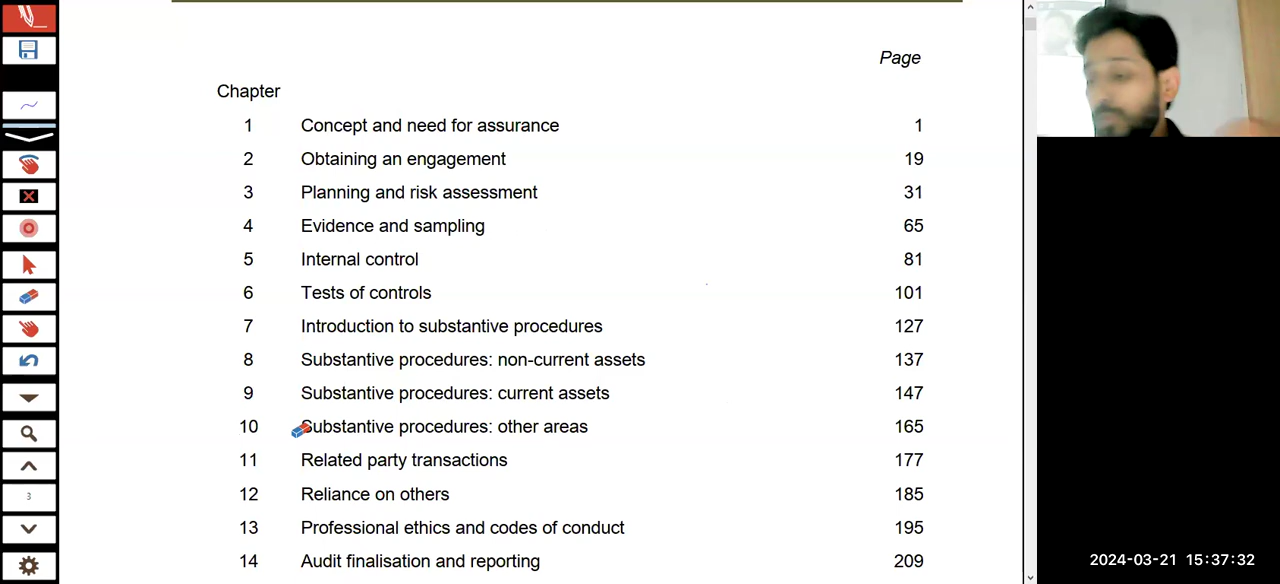 Page
Chapter
1 Concept and need for assurance 1
2 Obtaining an engagement 19
3 Planning and risk assessment 31
4 Evidence and sampling 65
5 Internal control 81
6 Tests of controls 101
7 Introduction to substantive procedures 127
8 Substantive procedures: non-current assets 137
9 Substantive procedures: current assets 147
10 Substantive procedures: other areas 165
11 Related party transactions 177
12 Reliance on others 185
13 Professional ethics and codes of conduct 195
14 Audit finalisation and reporting 209
3
2024-03-21 15:37:32